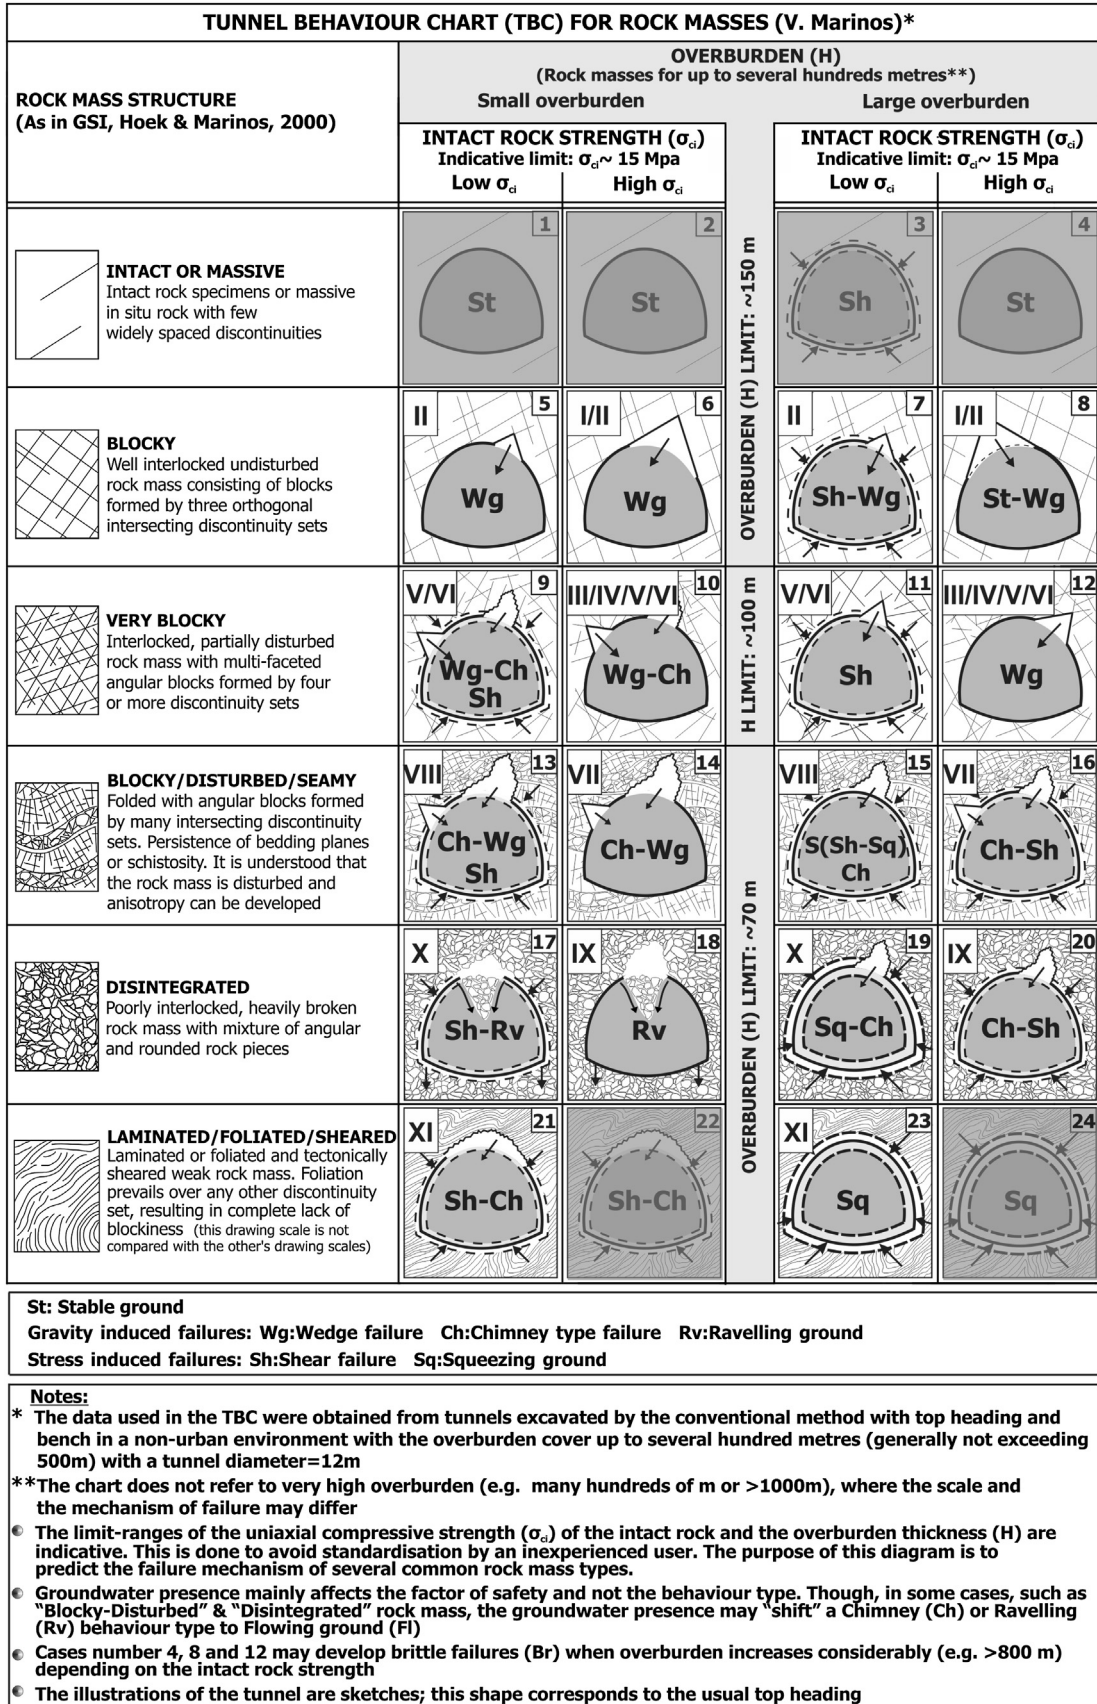 TUNNEL BEHAVIOUR CHART (TBC) FOR ROCK MASSES (V. Marinos)*
ROCK MASS STRUCTURE
(As in GSI, Hoek & Marinos, 2000)
OVERBURDEN (H)
(Rock masses for up to several hundreds metres**)
Small overburden
Large overburden
INTACT ROCK STRENGTH (σci)
Indicative limit: σci~ 15 Mpa
Low σci
High σci
INTACT ROCK STRENGTH (σci)
Indicative limit: σci~ 15 Mpa
Low σci
High σci
OVERBURDEN (H) LIMIT: ~150 m
H LIMIT: ~100 m
OVERBURDEN (H) LIMIT: ~70 m
INTACT OR MASSIVE
Intact rock specimens or massive
in situ rock with few
widely spaced discontinuities
1
St
2
St
3
Sh
4
St
BLOCKY
Well interlocked undisturbed
rock mass consisting of blocks
formed by three orthogonal
intersecting discontinuity sets
II
5
Wg
I/II
6
Wg
II
7
Sh-Wg
I/II
8
St-Wg
VERY BLOCKY
Interlocked, partially disturbed
rock mass with multi-faceted
angular blocks formed by four
or more discontinuity sets
V/VI
9
Wg-Ch
Sh
III/IV/V/VI
10
Wg-Ch
V/VI
11
Sh
III/IV/V/VI
12
Wg
BLOCKY/DISTURBED/SEAMY
Folded with angular blocks formed
by many intersecting discontinuity
sets. Persistence of bedding planes
or schistosity. It is understood that
the rock mass is disturbed and
anisotropy can be developed
VIII
13
Ch-Wg
Sh
VII
14
Ch-Wg
VIII
15
S(Sh-Sq)
Ch
VII
16
Ch-Sh
DISINTEGRATED
Poorly interlocked, heavily broken
rock mass with mixture of angular
and rounded rock pieces
X
17
Sh-Rv
IX
18
Rv
X
19
Sq-Ch
IX
20
Ch-Sh
LAMINATED/FOLIATED/SHEARED
Laminated or foliated and tectonically
sheared weak rock mass. Foliation
prevails over any other discontinuity
set, resulting in complete lack of
blockiness (this drawing scale is not
compared with the other's drawing scales)
XI
21
Sh-Ch
22
Sh-Ch
XI
23
Sq
24
Sq
St: Stable ground
Gravity induced failures: Wg:Wedge failure Ch:Chimney type failure Rv:Ravelling ground
Stress induced failures: Sh:Shear failure Sq:Squeezing ground
Notes:
* The data used in the TBC were obtained from tunnels excavated by the conventional method with top heading and
bench in a non-urban environment with the overburden cover up to several hundred metres (generally not exceeding
500m) with a tunnel diameter=12m
**The chart does not refer to very high overburden (e.g. many hundreds of m or >1000m), where the scale and
the mechanism of failure may differ
The limit-ranges of the uniaxial compressive strength (σci) of the intact rock and the overburden thickness (H) are
indicative. This is done to avoid standardisation by an inexperienced user. The purpose of this diagram is to
predict the failure mechanism of several common rock mass types.
Groundwater presence mainly affects the factor of safety and not the behaviour type. Though, in some cases, such as
"Blocky-Disturbed" & "Disintegrated" rock mass, the groundwater presence may "shift" a Chimney (Ch) or Ravelling
(Rv) behaviour type to Flowing ground (Fl)
Cases number 4, 8 and 12 may develop brittle failures (Br) when overburden increases considerably (e.g. >800 m)
depending on the intact rock strength
The illustrations of the tunnel are sketches; this shape corresponds to the usual top heading